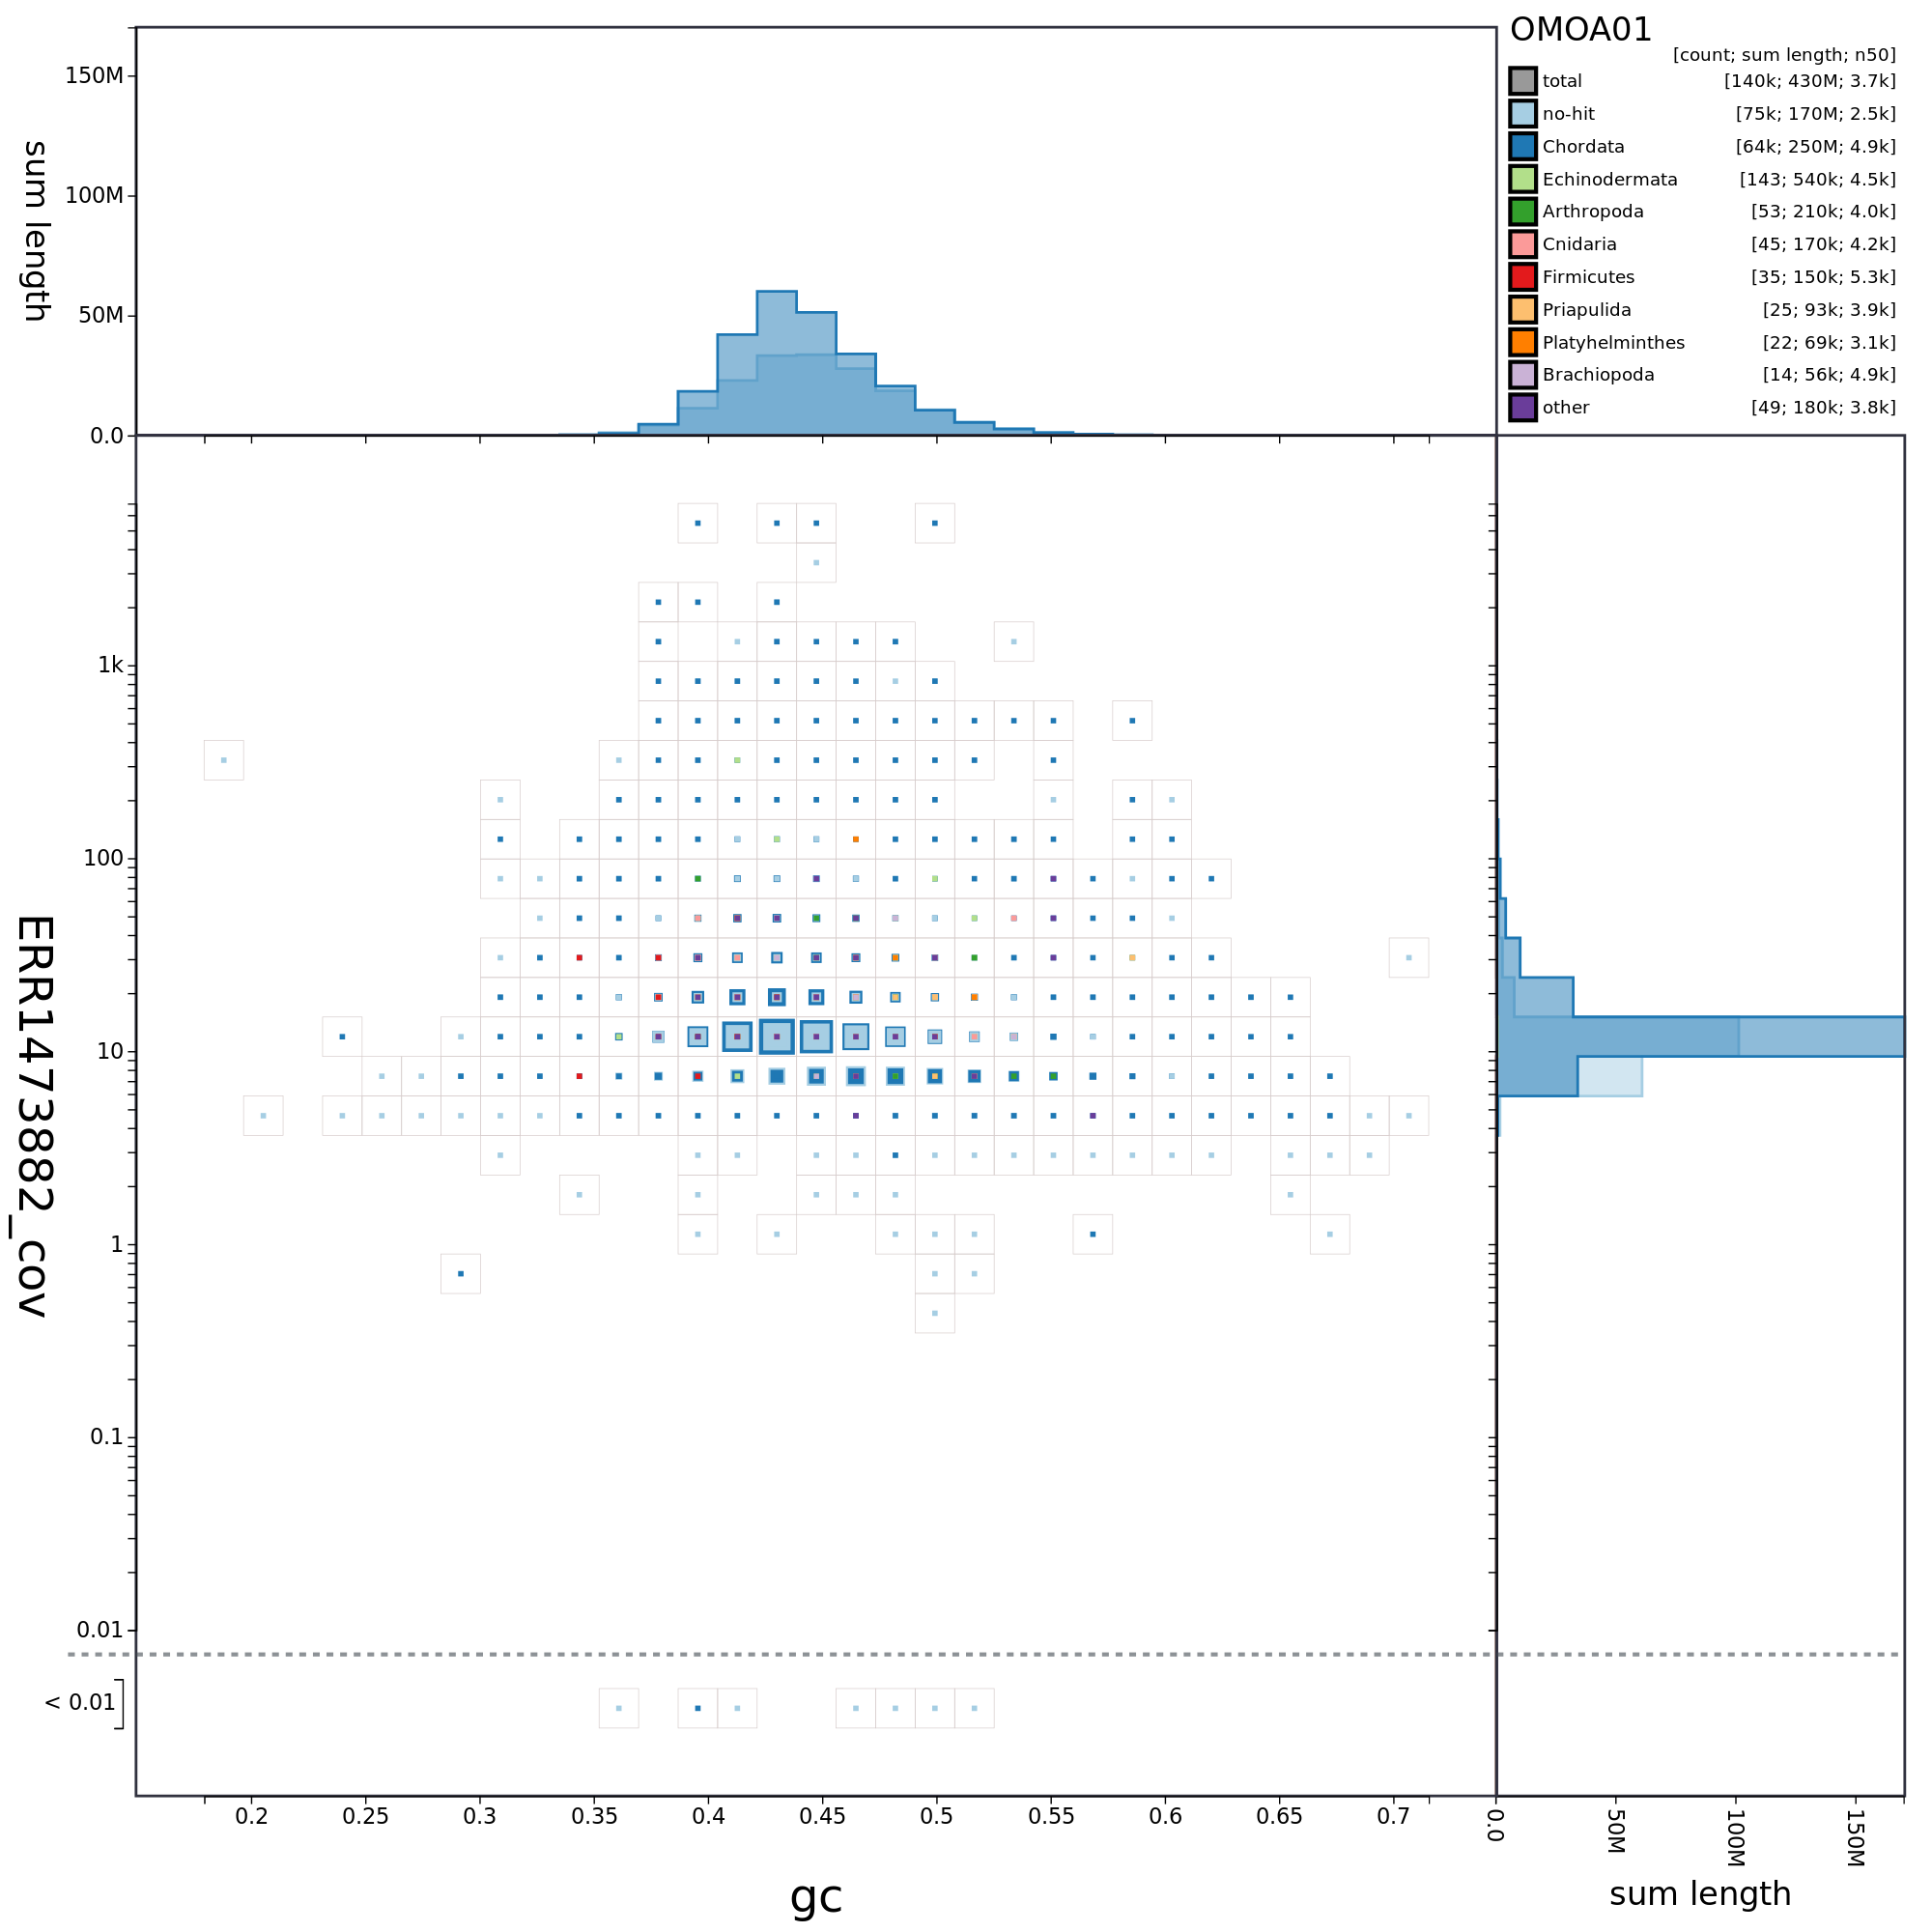 OMOA01
[count; sum length; n50]
total [140k; 430M; 3.7k]
no-hit [75k; 170M; 2.5k]
Chordata [64k; 250M; 4.9k]
Echinodermata [143; 540k; 4.5k]
Arthropoda [53; 210k; 4.0k]
Cnidaria [45; 170k; 4.2k]
Firmicutes [35; 150k; 5.3k]
Priapulida [25; 93k; 3.9k]
Platyhelminthes [22; 69k; 3.1k]
Brachiopoda [14; 56k; 4.9k]
other [49; 180k; 3.8k]
sum length
150M
100M
50M
0.0
ERR1473882_cov
1k
100
10
1
0.1
0.01
< 0.01
0.2 0.25 0.3 0.35 0.4 0.45 0.5 0.55 0.6 0.65 0.7
gc
0.0 50M 100M 150M
sum length